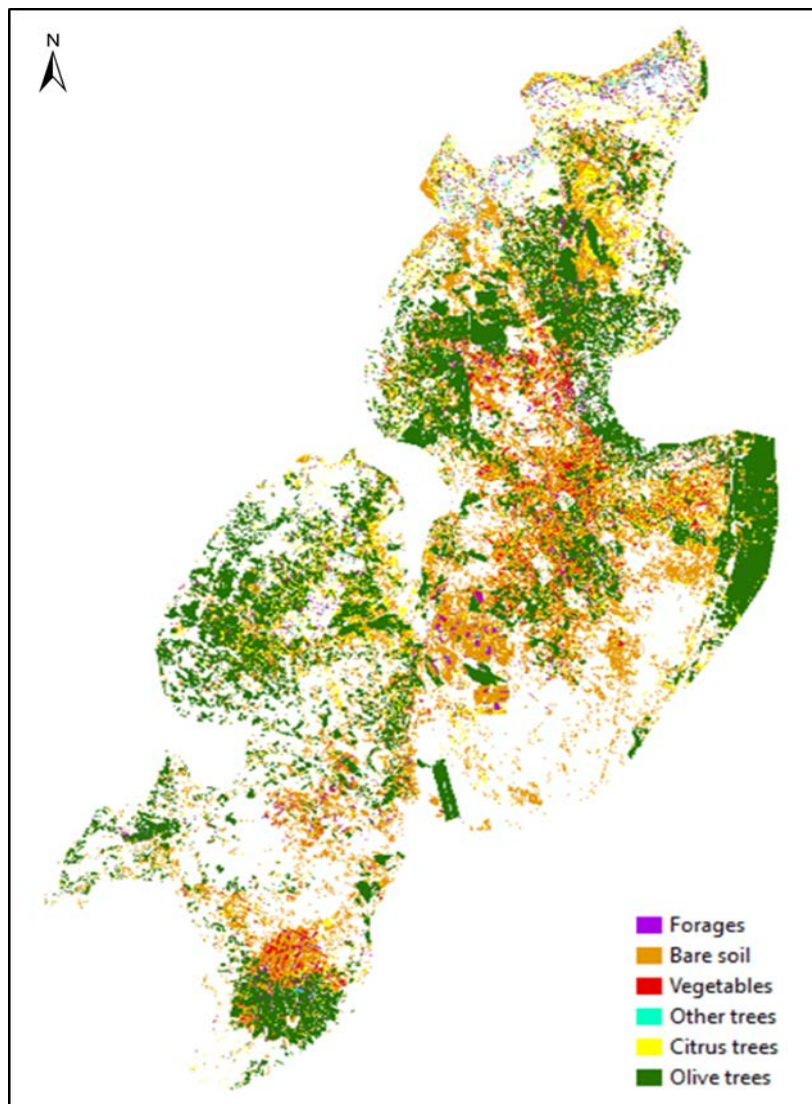 N
Forages
Bare soil
Vegetables
Other trees
Citrus trees
Olive trees